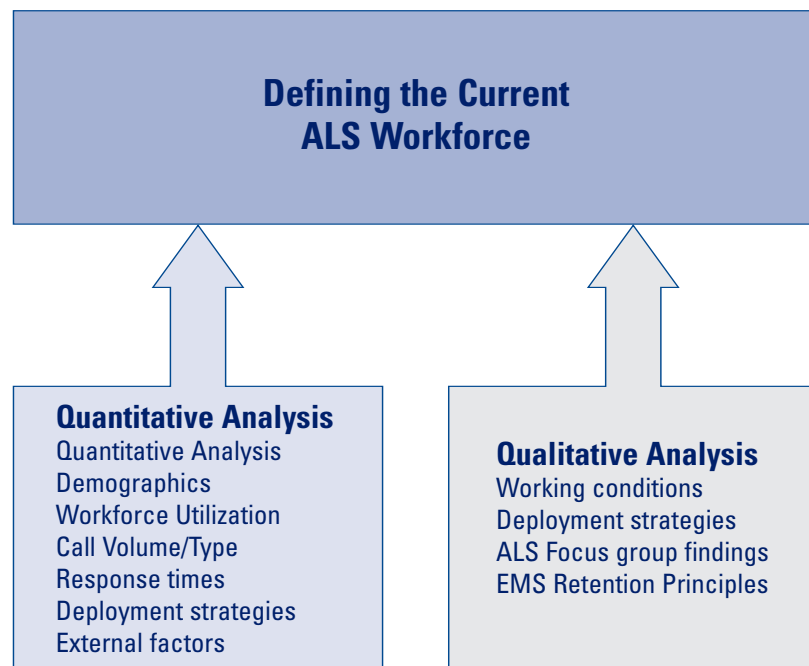 Defining the Current
ALS Workforce
Quantitative Analysis
Quantitative Analysis
Demographics
Workforce Utilization
Call Volume/Type
Response times
Deployment strategies
External factors
Qualitative Analysis
Working conditions
Deployment strategies
ALS Focus group findings
EMS Retention Principles